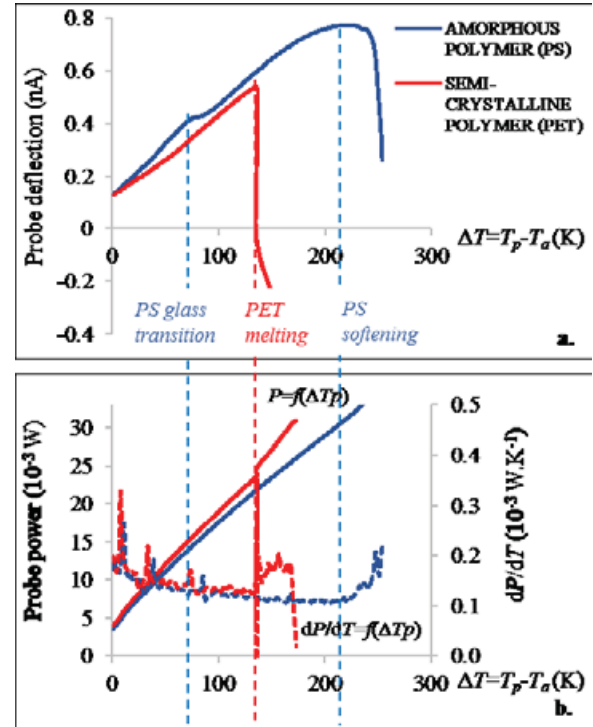 0.8
0.6
0.4
0.2
0
-0.2
-0.4
Probe deflection (nA)
AMORPHOUS
POLYMER (PS)
SEMI-
CRYSTALLINE
POLYMER (PET)
0
100
200
300
ΔT=Tp-Ta(K)
PS glass
transition
PET
melting
PS
softening
a.
P=f(ΔTp)
30
25
20
15
10
5
0
Probe power (10-3 W)
0.5
0.4
0.3
0.2
0.1
0.0
dP/dT (10-3 W.K-1)
dP/dT=f(ΔTp)
0
100
200
300
ΔT=Tp-Ta(K)
b.